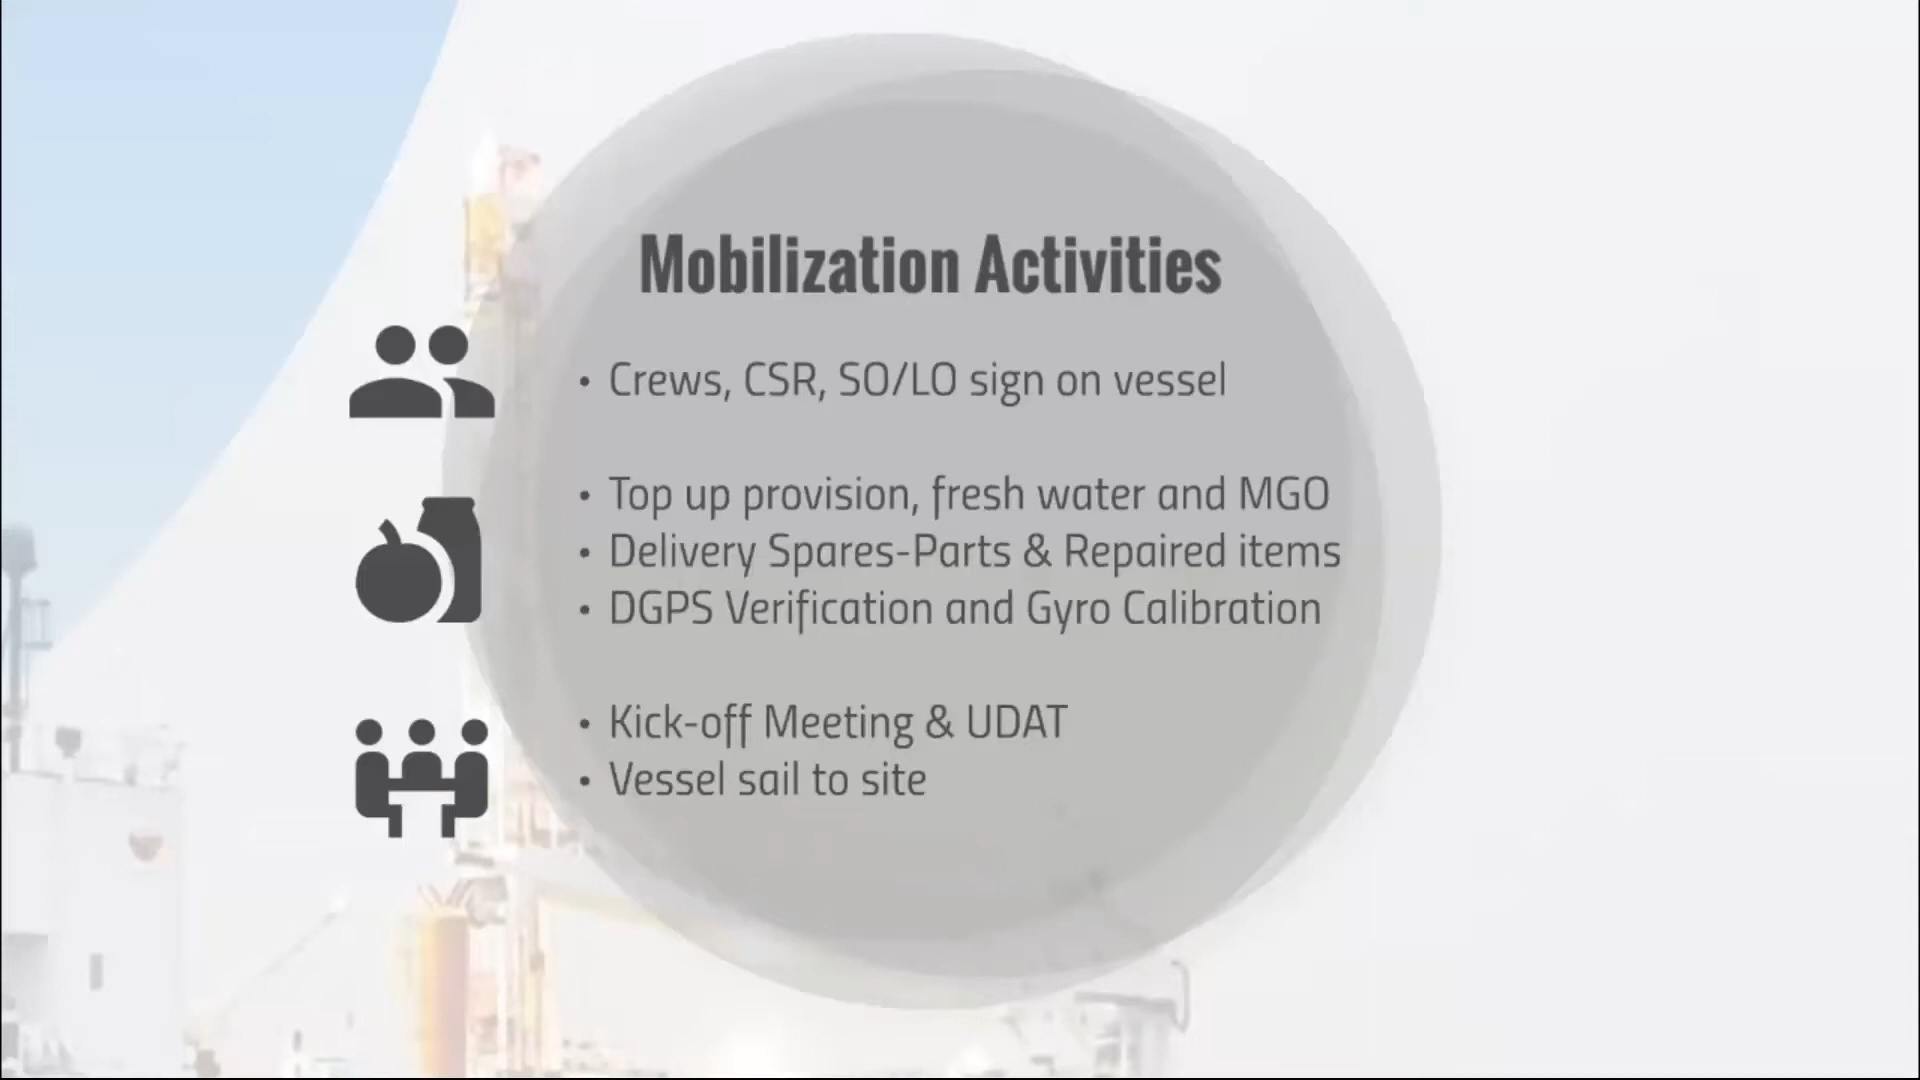 Mobilization Activities
• Crews, CSR, SO/LO sign on vessel
• Top up provision, fresh water and MGO
• Delivery Spares-Parts & Repaired items
• DGPS Verification and Gyro Calibration
• Kick-off Meeting & UDAT
• Vessel sail to site